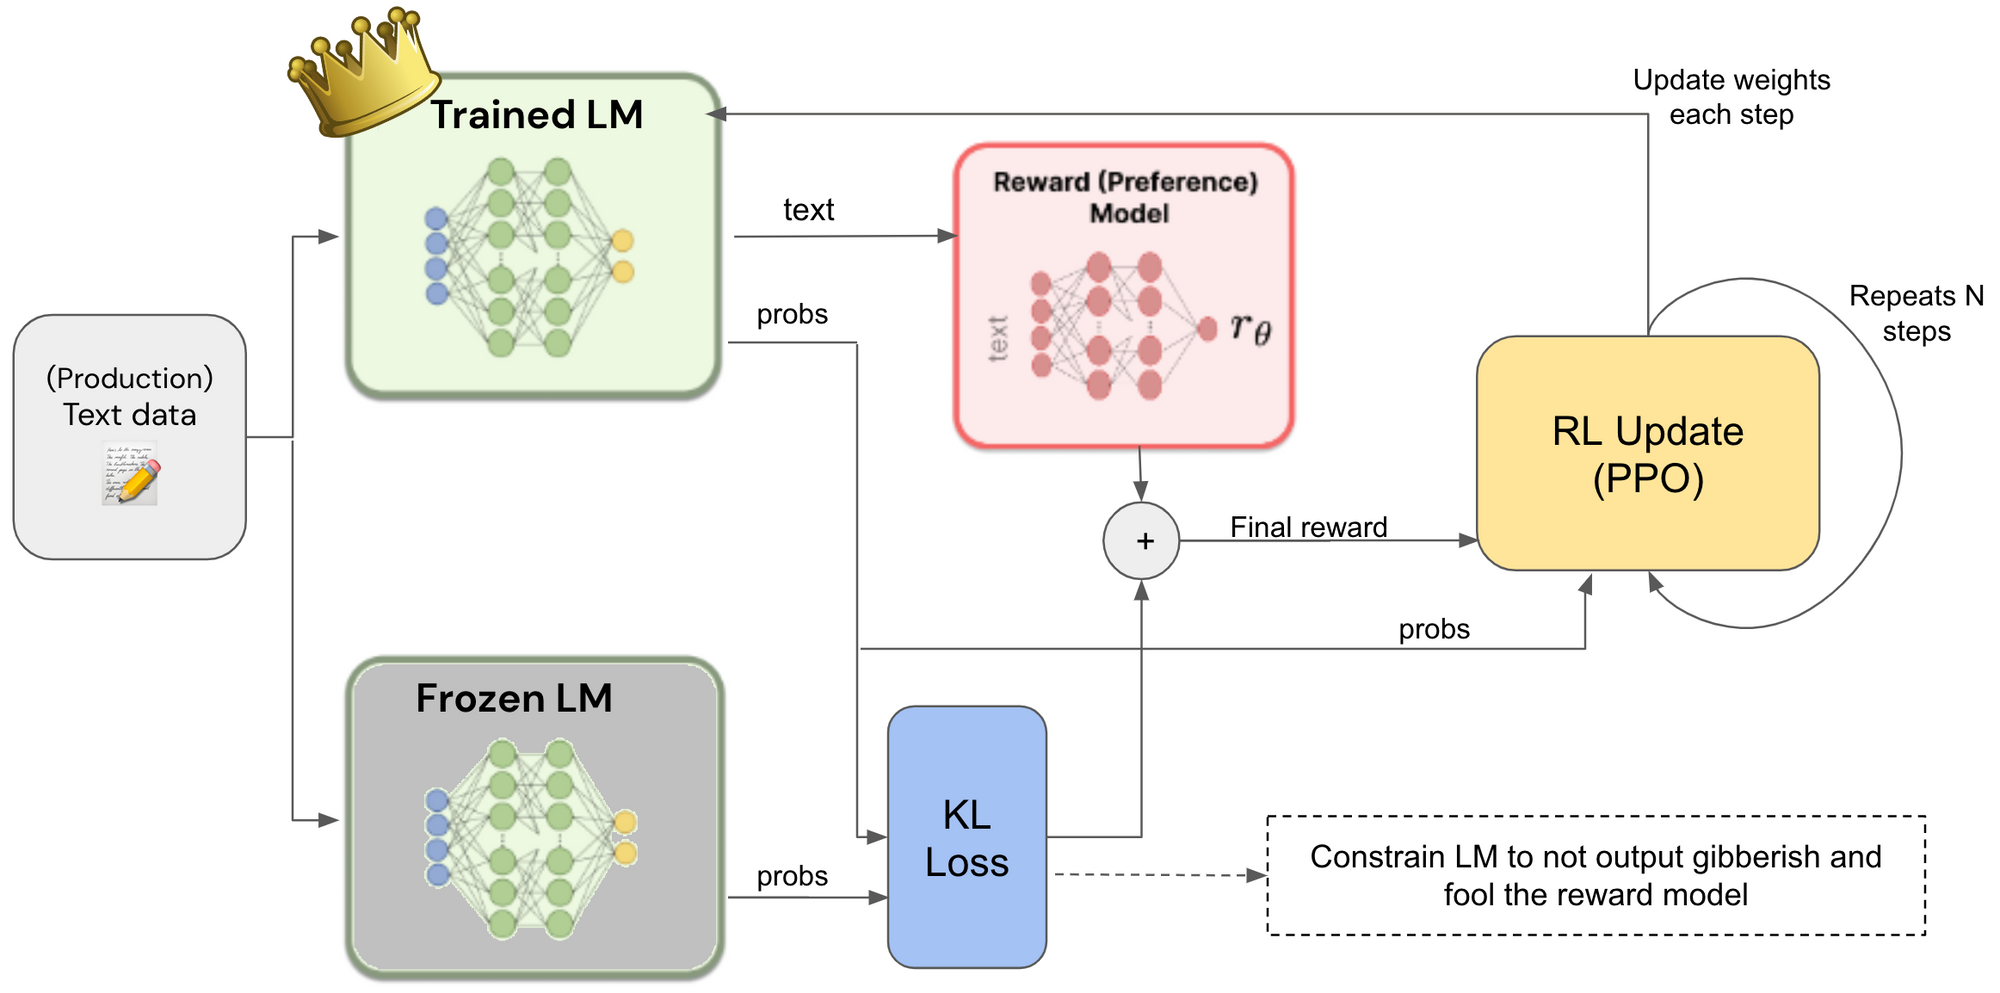 Trained LM
Update weights
each step
Reward (Preference)
Model
text
probs
text
rθ
Repeats N
steps
(Production)
Text data
RL Update
(PPO)
+
Final reward
probs
Frozen LM
KL
Loss
probs
Constrain LM to not output gibberish and
fool the reward model